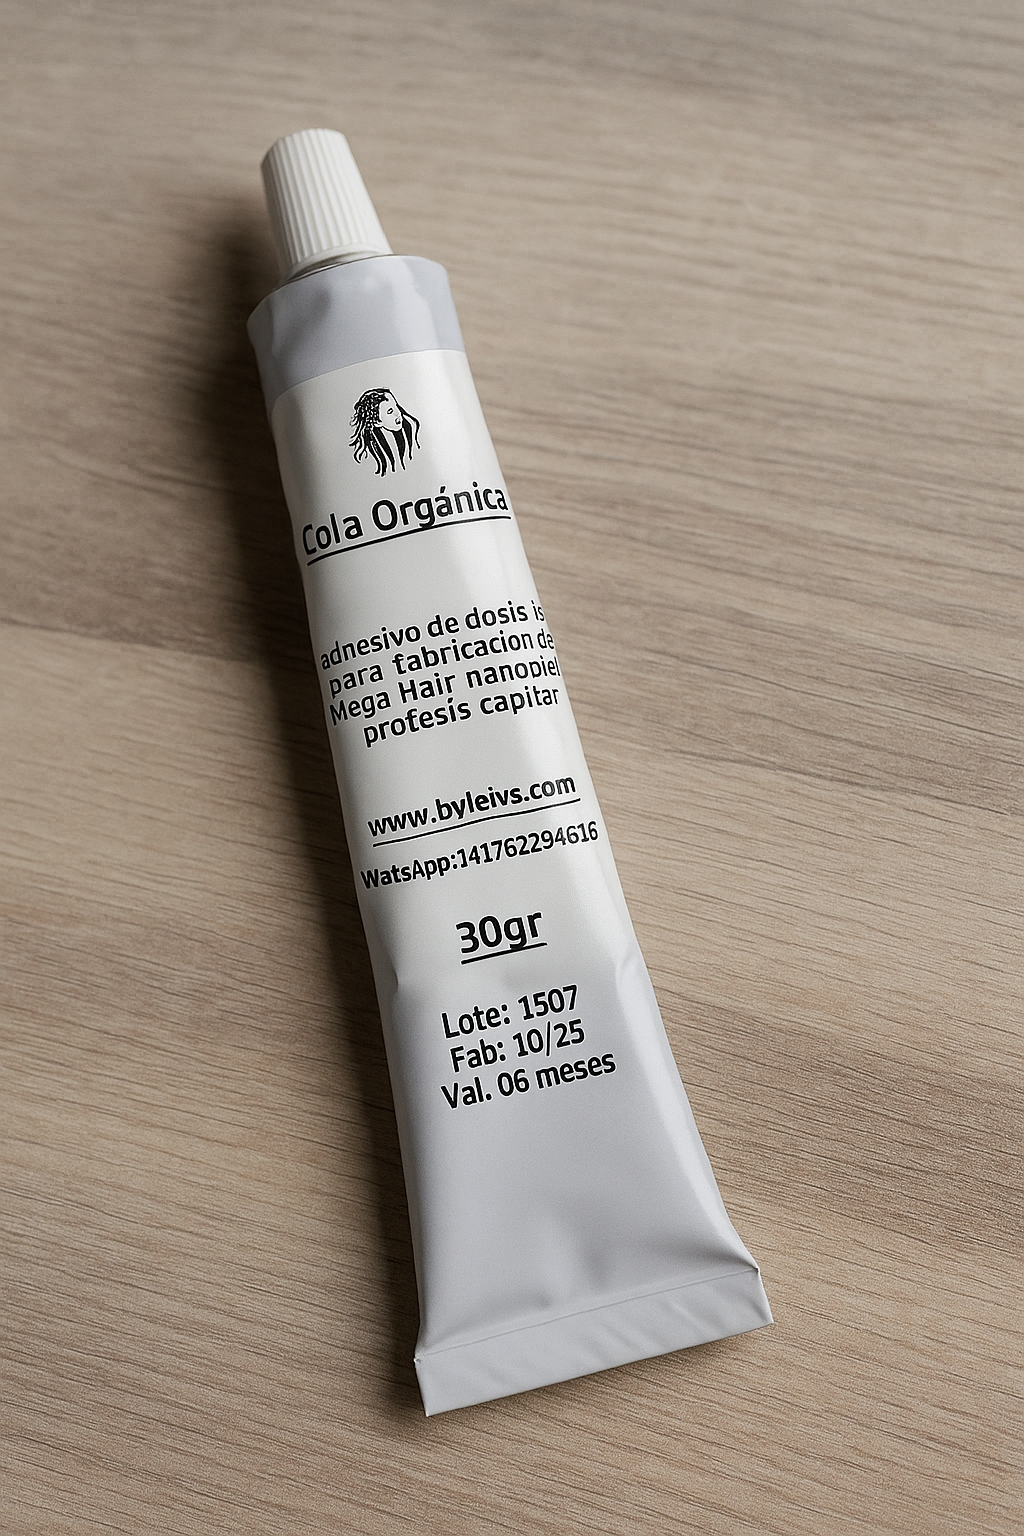 Cola Orgánica
adnesivo de dosis is
para fabricacion de
Mega Hair nanopiel
profesís capitar
www.byleivs.com
WatsApp:141762294616
30gr
Lote: 1507
Fab: 10/25
Val. 06 meses